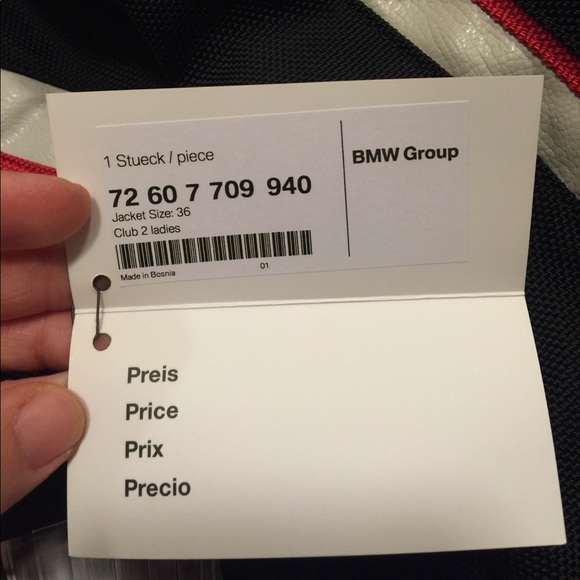 1 Stueck / piece
BMW Group
72 60 7 709 940
Jacket Size: 36
Club 2 ladies
Made in Bosnia
01
Preis
Price
Prix
Precio